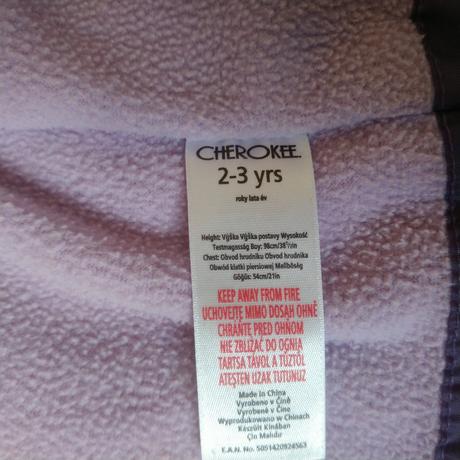 CHEROKEE.
2-3 yrs
roky lata év
Height: Výška Výška postavy Wysokość
Testmagasság Boy: 98cm/38½in
Chest: Obvod hrudníku Obvod hrudníka
Obwód klatki piersiowej Mellbőség
Göğüs: 54cm/21in
KEEP AWAY FROM FIRE
UCHOVEJTE MIMO DOSAH OHNĚ
CHRÁŇTE PRED OHŇOM
NIE ZBLIŻAĆ DO OGNIA
TARTSA TÁVOL A TŰZTŐL
ATEŞTEN UZAK TUTUNUZ
Made in China
Vyrobeno v Číně
Vyrobené v Číne
Wyprodukowano w Chinach
Készült Kínában
Çin Malıdır
E.A.N. No. 5051420924563